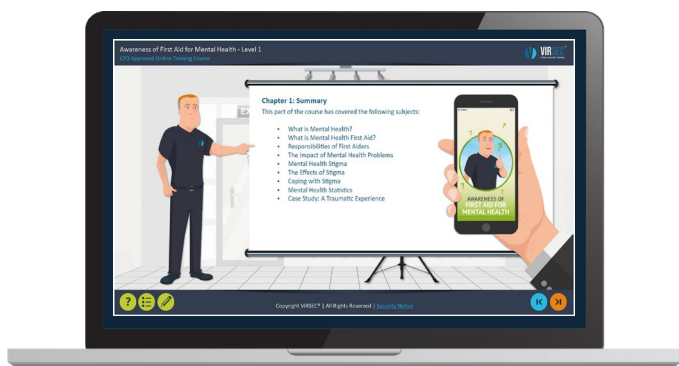 Awareness of First Aid for Mental Health - Level 1
CPD Approved Online Training Course
VIRSEC
EX
Chapter 1: Summary
This part of the course has covered the following subjects:
• What is Mental Health?
• What is Mental Health First Aid?
• Responsibilities of First Aiders
• The Impact of Mental Health Problems
• Mental Health Stigma
• The Effects of Stigma
• Coping with Stigma
• Mental Health Statistics
• Case Study: A Traumatic Experience
AWARENESS OF
FIRST AID FOR
MENTAL HEALTH
Copyright VIRSEC® | All Rights Reserved | Security Notice